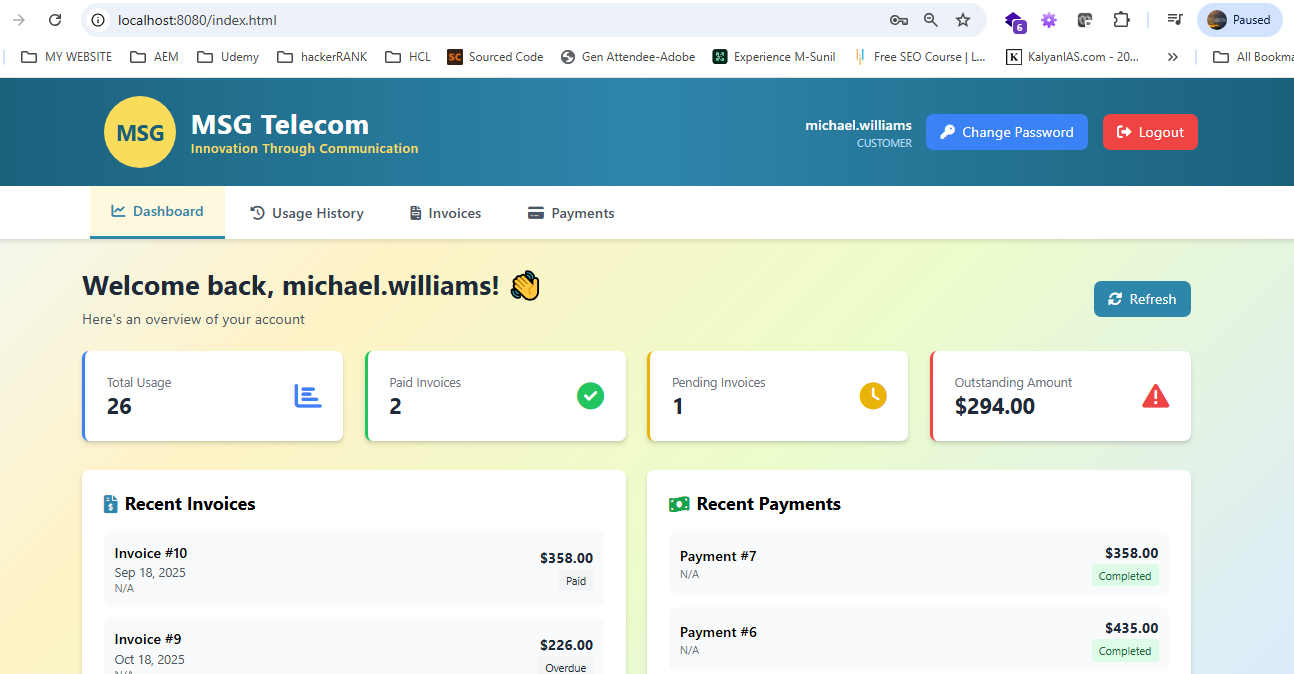 localhost:8080/index.html
6
Paused
MY WEBSITE
AEM
Udemy
hackerRANK
HCL
SC Sourced Code
Gen Attendee-Adobe
Experience M-Sunil
Free SEO Course | L...
K KalyanIAS.com - 20...
»
All Bookma
MSG
MSG Telecom
Innovation Through Communication
michael.williams
CUSTOMER
Change Password
Logout
Dashboard
Usage History
Invoices
Payments
Welcome back, michael.williams! 👋
Here's an overview of your account
Refresh
Total Usage
26
Paid Invoices
2
Pending Invoices
1
Outstanding Amount
$294.00
Recent Invoices
Invoice #10
Sep 18, 2025
N/A
$358.00
Paid
Invoice #9
Oct 18, 2025
N/A
$226.00
Overdue
Recent Payments
Payment #7
N/A
$358.00
Completed
Payment #6
N/A
$435.00
Completed